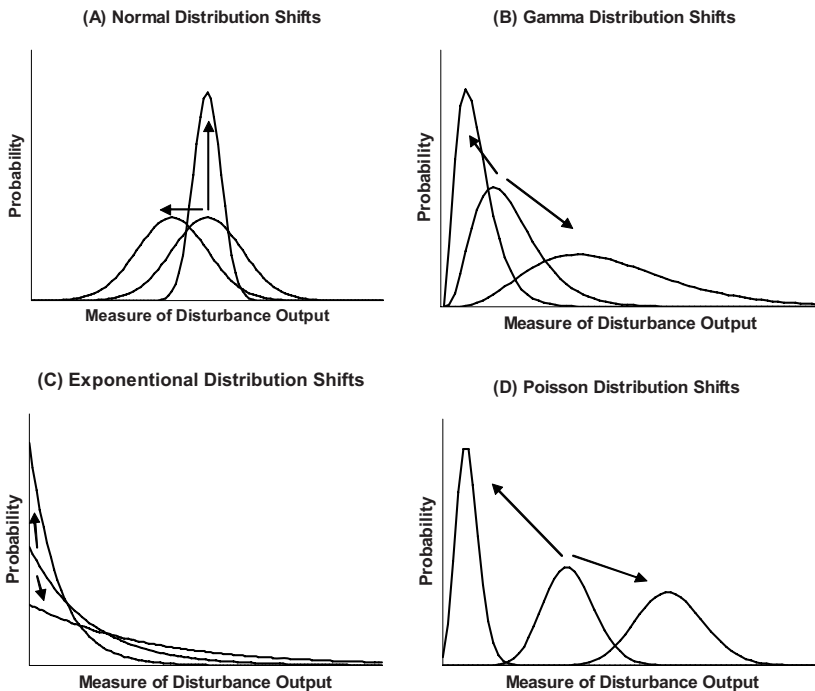 (A) Normal Distribution Shifts
Probability
Measure of Disturbance Output
(B) Gamma Distribution Shifts
Probability
Measure of Disturbance Output
(C) Exponentional Distribution Shifts
Probability
Measure of Disturbance Output
(D) Poisson Distribution Shifts
Probability
Measure of Disturbance Output